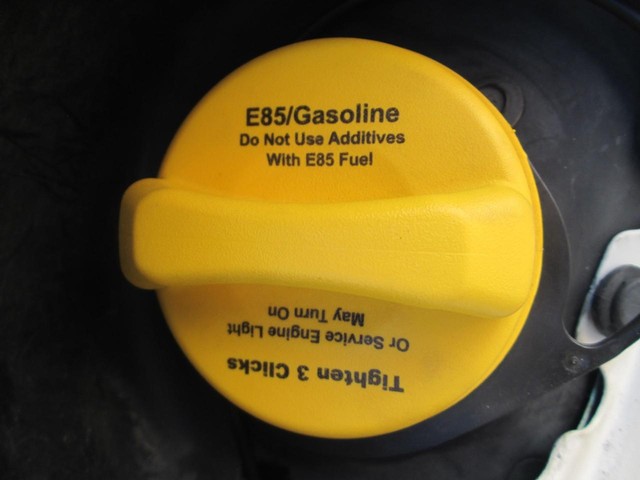 E85/Gasoline
Do Not Use Additives
With E85 Fuel
Tighten 3 Clicks
Or Service Engine Light
May Turn On